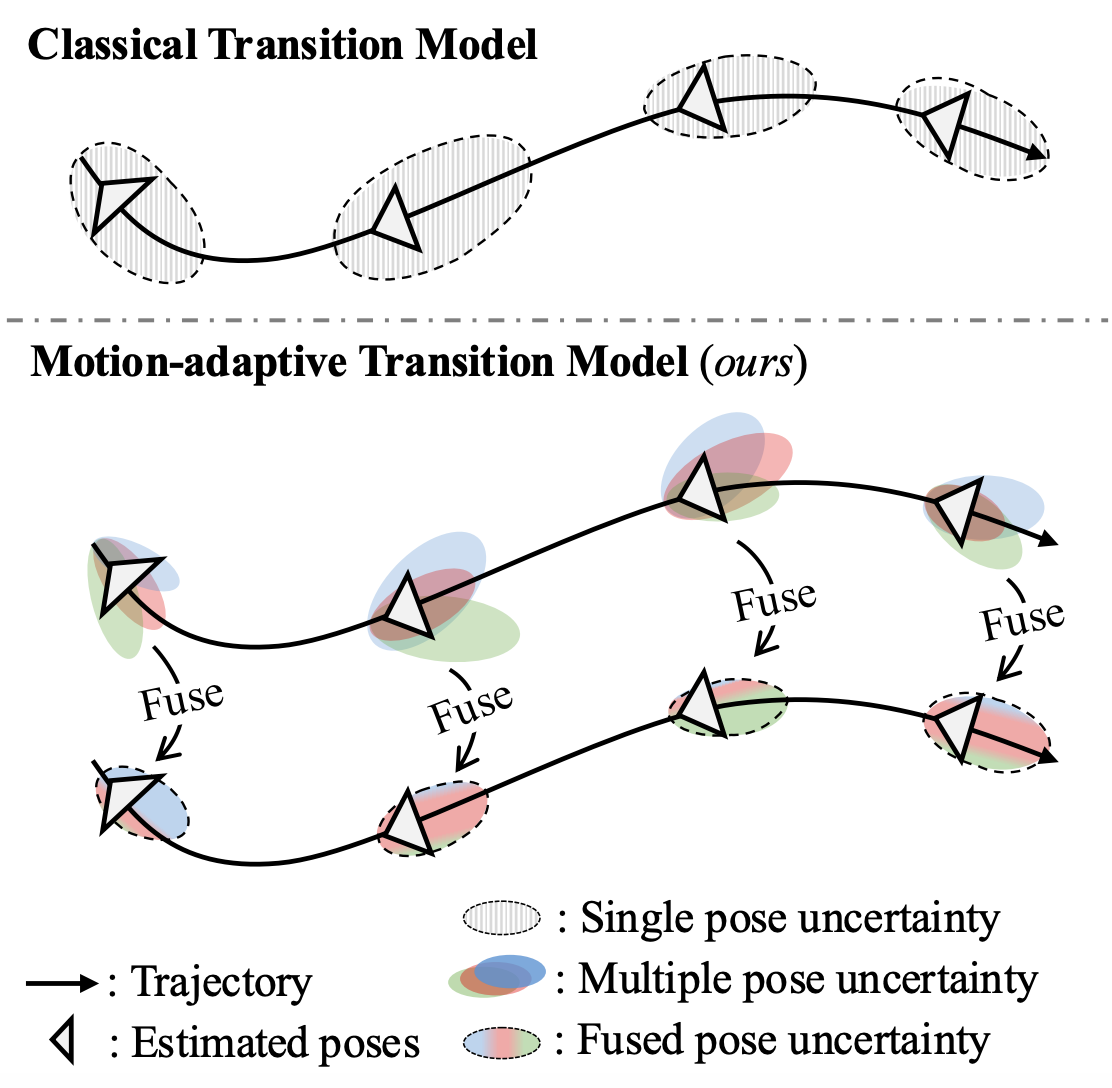 Classical Transition Model
Motion-adaptive Transition Model (ours)
Fuse
Fuse
Fuse
Fuse
: Single pose uncertainty
: Trajectory
: Multiple pose uncertainty
: Estimated poses
: Fused pose uncertainty